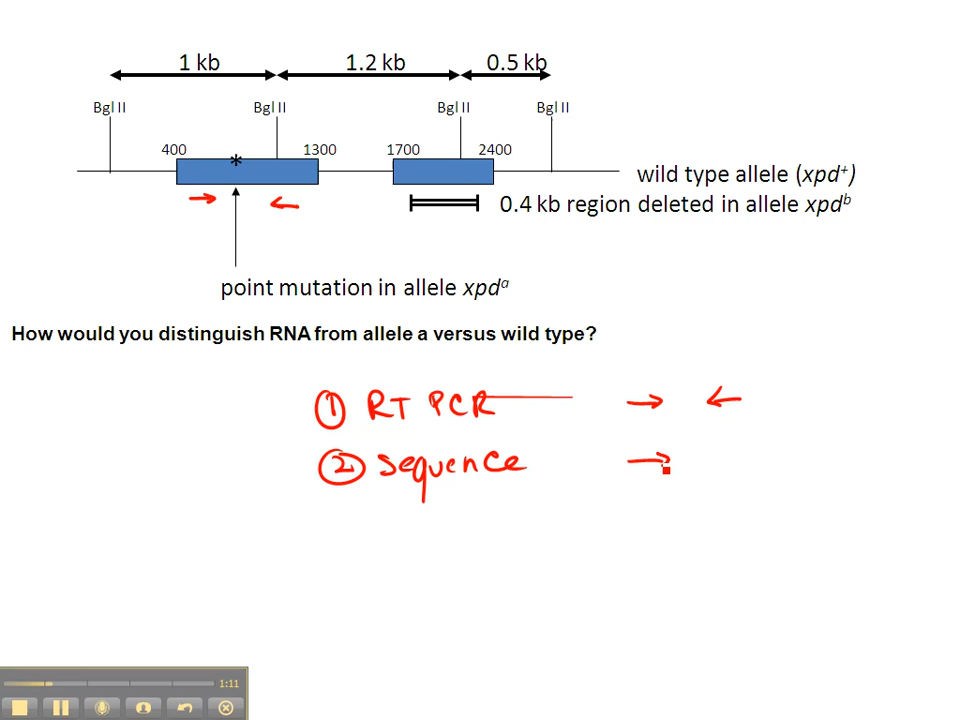 1 kb 1.2 kb 0.5 kb
Bgl II Bgl II Bgl II Bgl II
400 1300 1700 2400
*
wild type allele (xpd+)
0.4 kb region deleted in allele xpdb
point mutation in allele xpda
How would you distinguish RNA from allele a versus wild type?
① RT PCR
② sequence
1:11